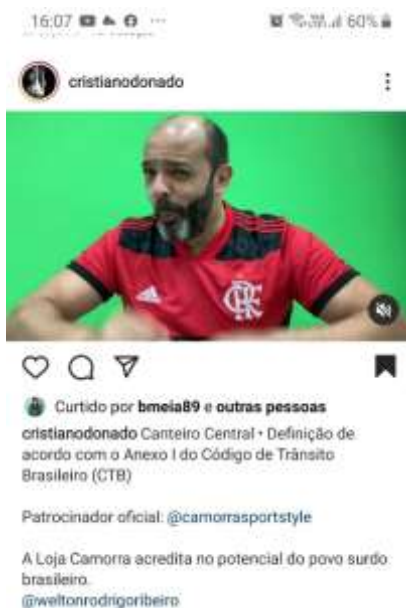 16:07
60%
cristianodonado
Curtido por bmeia89 e outras pessoas
cristianodonado Canteiro Central • Definição de
acordo com o Anexo I do Código de Trânsito
Brasileiro (CTB)
Patrocinador oficial: @camorrasportstyle
A Loja Camorra acredita no potencial do povo surdo
brasileiro.
@weltonrodrigoribeiro